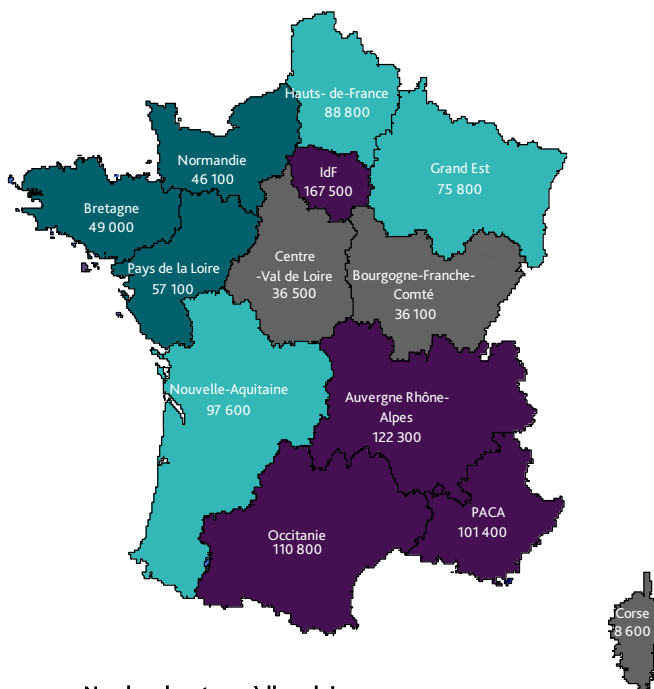 Hauts- de-France
88 800
Normandie
46 100
IdF
167 500
Grand Est
75 800
Bretagne
49 000
Pays de la Loire
57 100
Centre
-Val de Loire
36 500
Bourgogne-Franche-
Comté
36 100
Nouvelle-Aquitaine
97 600
Auvergne Rhône-
Alpes
122 300
PACA
101 400
Occitanie
110 800
Corse
8 600